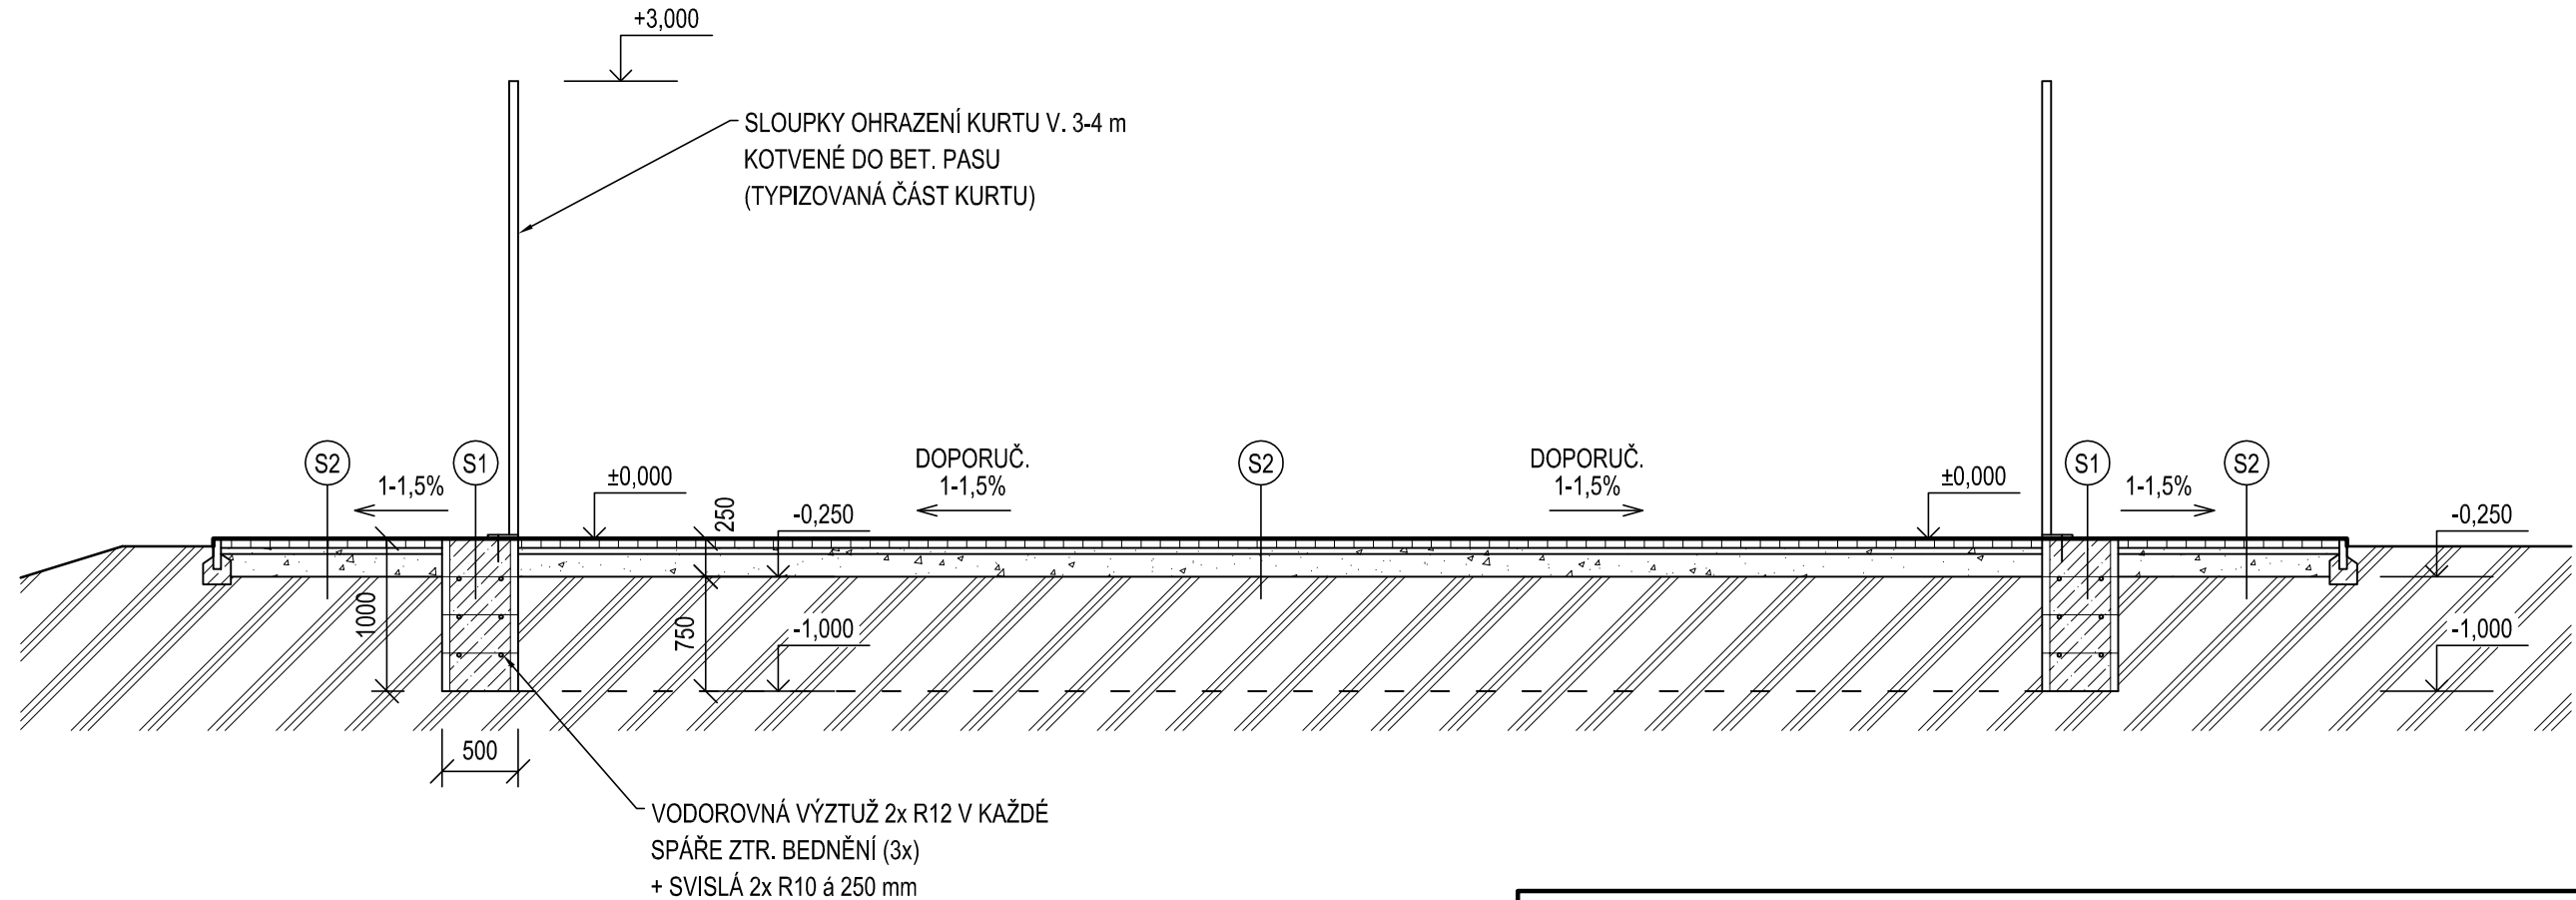 +3,000
SLOUPKY OHRAZENÍ KURTU V. 3-4 m
KOTVENÉ DO BET. PASU
(TYPIZOVANÁ ČÁST KURTU)
S2
1-1,5%
S1
±0,000
250
-0,250
DOPORUČ.
1-1,5%
S2
DOPORUČ.
1-1,5%
±0,000
S1
1-1,5%
S2
-0,250
1000
750
-1,000
-1,000
500
VODOROVNÁ VÝZTUŽ 2x R12 V KAŽDÉ
SPÁŘE ZTR. BEDNĚNÍ (3x)
+ SVISLÁ 2x R10 á 250 mm